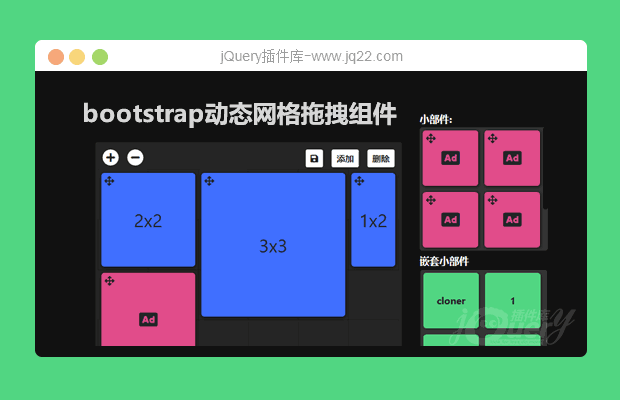 jQuery插件库-www.jq22.com
bootstrap动态网格拖拽组件
添加 删除
2x2
3x3
1x2
Ad
小部件:
Ad Ad
Ad Ad
嵌套小部件
cloner 1
插件库
jQuery